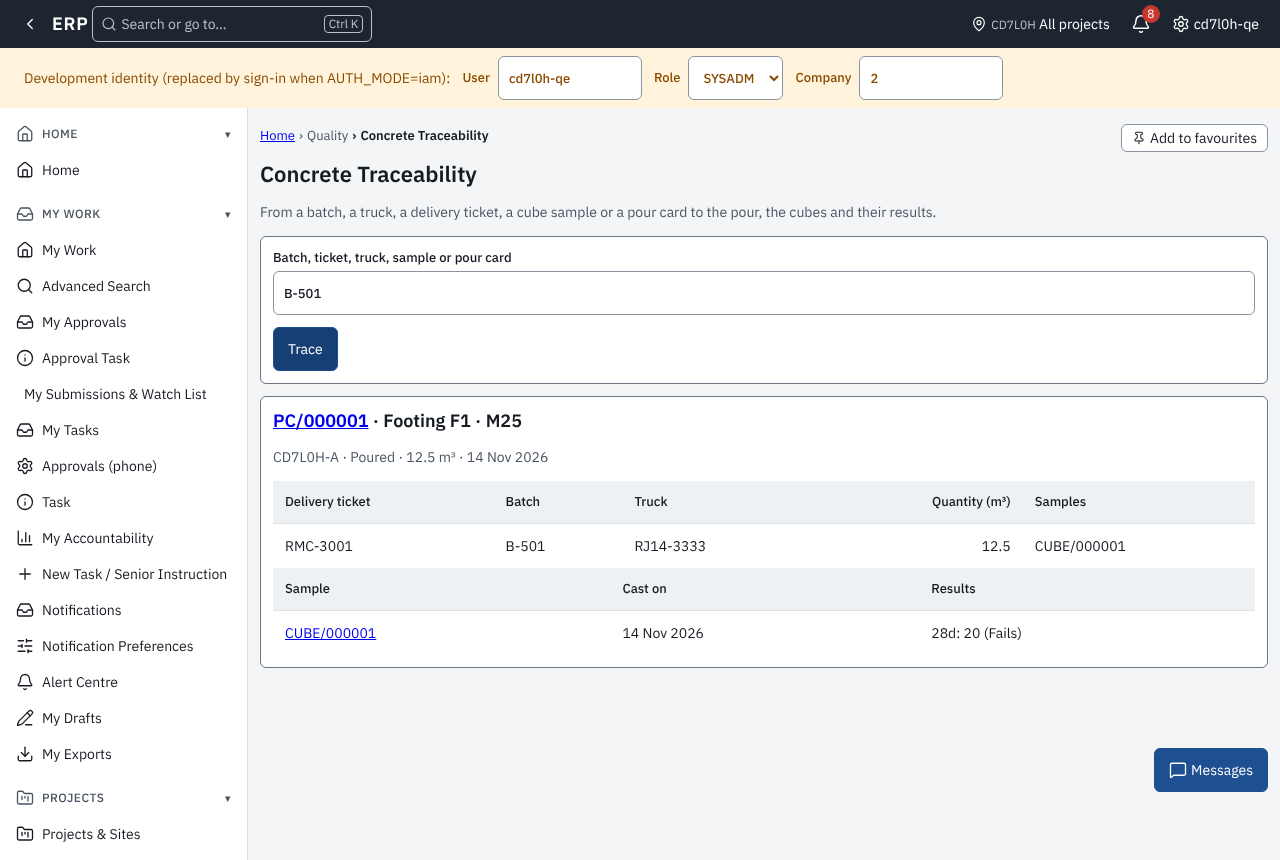 ERP
Search or go to... Ctrl K
CD7L0H All projects
8
cd7l0h-qe
Development identity (replaced by sign-in when AUTH_MODE=iam): User cd7l0h-qe Role SYSADM Company 2
HOME
Home
MY WORK
My Work
Advanced Search
My Approvals
Approval Task
My Submissions & Watch List
My Tasks
Approvals (phone)
Task
My Accountability
New Task / Senior Instruction
Notifications
Notification Preferences
Alert Centre
My Drafts
My Exports
PROJECTS
Projects & Sites
Home › Quality › Concrete Traceability
Add to favourites
Concrete Traceability
From a batch, a truck, a delivery ticket, a cube sample or a pour card to the pour, the cubes and their results.
Batch, ticket, truck, sample or pour card
B-501
Trace
PC/000001 · Footing F1 · M25
CD7L0H-A · Poured · 12.5 m³ · 14 Nov 2026
Delivery ticket Batch Truck Quantity (m³) Samples
RMC-3001 B-501 RJ14-3333 12.5 CUBE/000001
Sample Cast on Results
CUBE/000001 14 Nov 2026 28d: 20 (Fails)
Messages